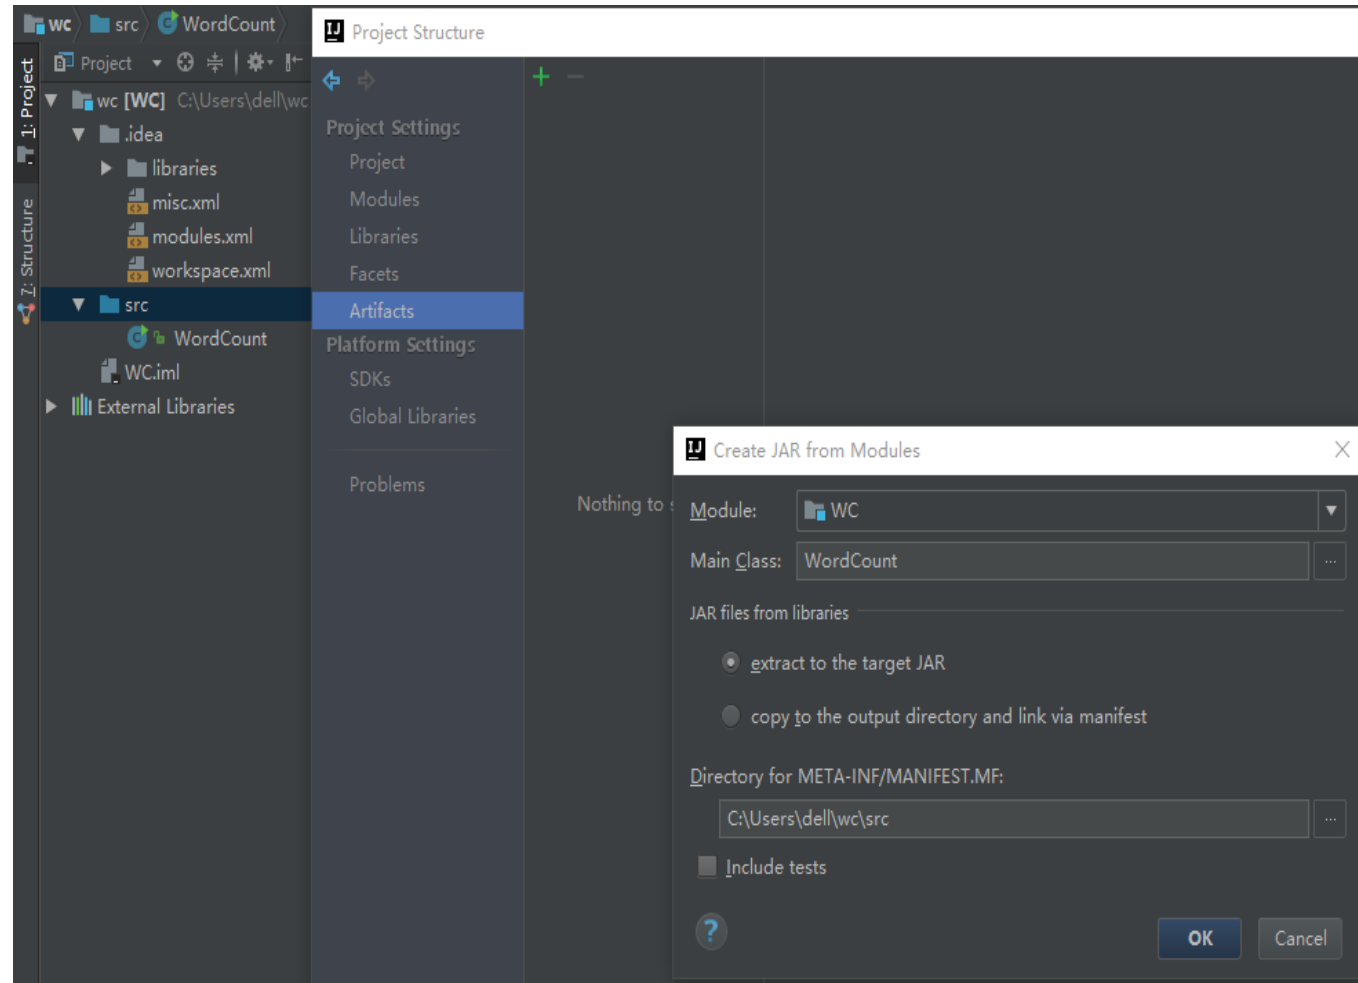 wc src WordCount
Project
1: Project
7: Structure
wc [WC] C:\Users\dell\wc
.idea
libraries
misc.xml
modules.xml
workspace.xml
src
WordCount
WC.iml
External Libraries
Project Structure
Project Settings
Project
Modules
Libraries
Facets
Artifacts
Platform Settings
SDKs
Global Libraries
Problems
Nothing to
Create JAR from Modules
Module: WC
Main Class: WordCount
...
JAR files from libraries
extract to the target JAR
copy to the output directory and link via manifest
Directory for META-INF/MANIFEST.MF:
C:\Users\dell\wc\src
...
Include tests
?
OK Cancel